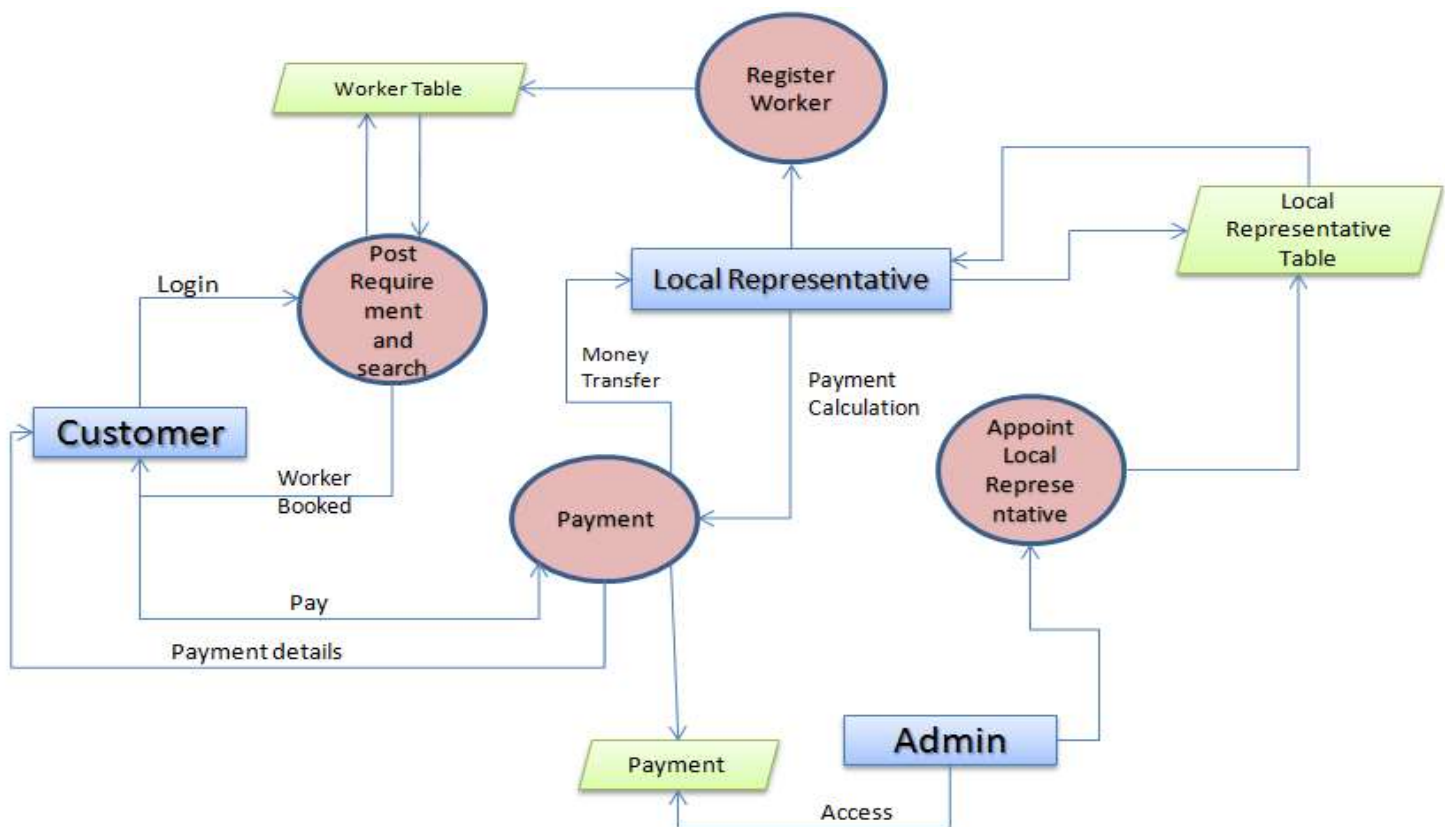 Register
Worker
Worker Table
Local
Representative
Table
Post
Require
ment
and
search
Login
Local Representative
Money
Transfer
Payment
Calculation
Customer
Appoint
Local
Represe
ntative
Worker
Booked
Payment
Pay
Payment details
Admin
Payment
Access